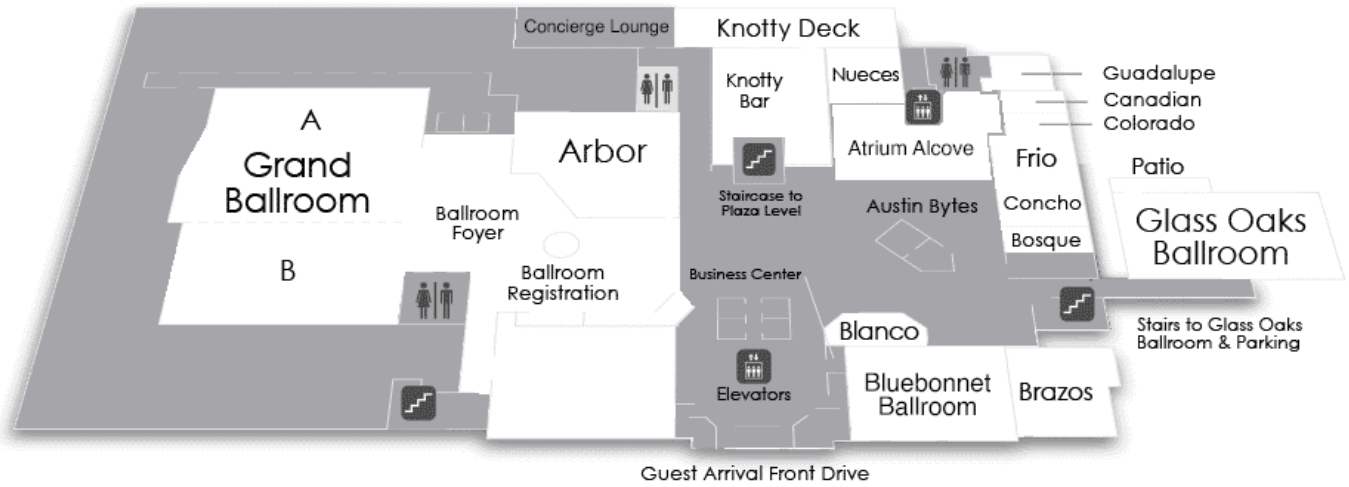 Concierge Lounge
Knotty Deck
Knotty
Bar
Nueces
Guadalupe
Canadian
Colorado
A
Grand
Ballroom
B
Arbor
Atrium Alcove
Frio
Concho
Bosque
Patio
Glass Oaks
Ballroom
Staircase to
Plaza Level
Austin Bytes
Ballroom
Foyer
Ballroom
Registration
Business Center
Blanco
Stairs to Glass Oaks
Ballroom & Parking
Elevators
Bluebonnet
Ballroom
Brazos
Guest Arrival Front Drive